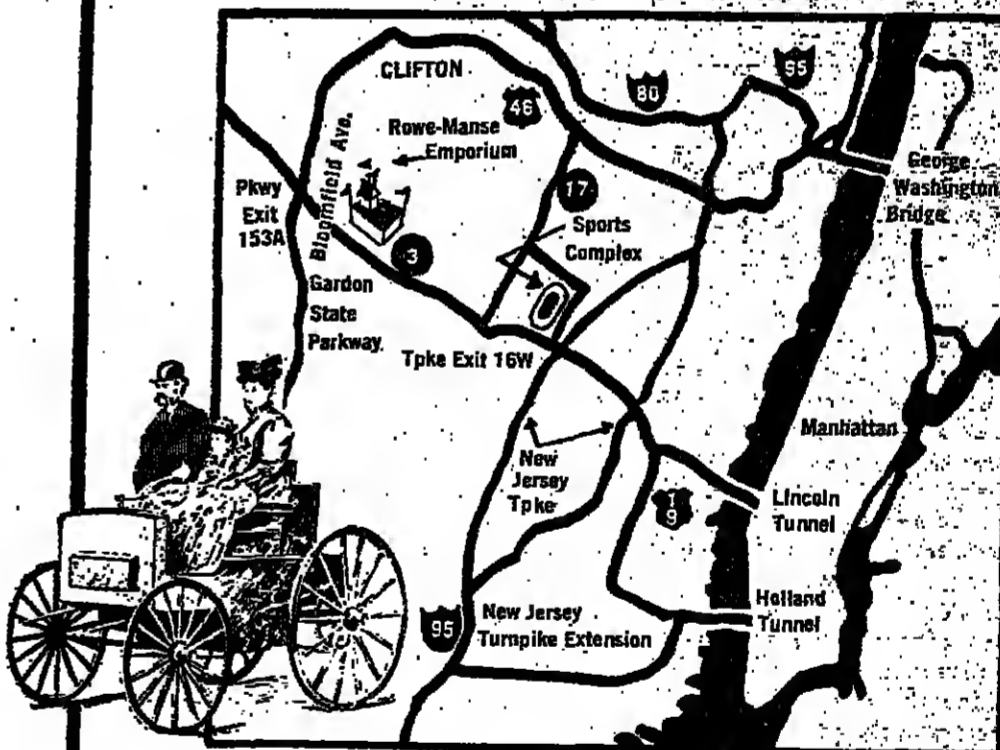 CLIFTON
46
80
95
Rowe-Manse
Emporium
Bloomfield Ave.
Pkwy
Exit
153A
17
Sports
Complex
3
George
Washington
Bridge
Gardon
State
Parkway
Tpke Exit 16W
Manhattan
New
Jersey
Tpke
1
9
Lincoln
Tunnel
Holland
Tunnel
95
New Jersey
Turnpike Extension